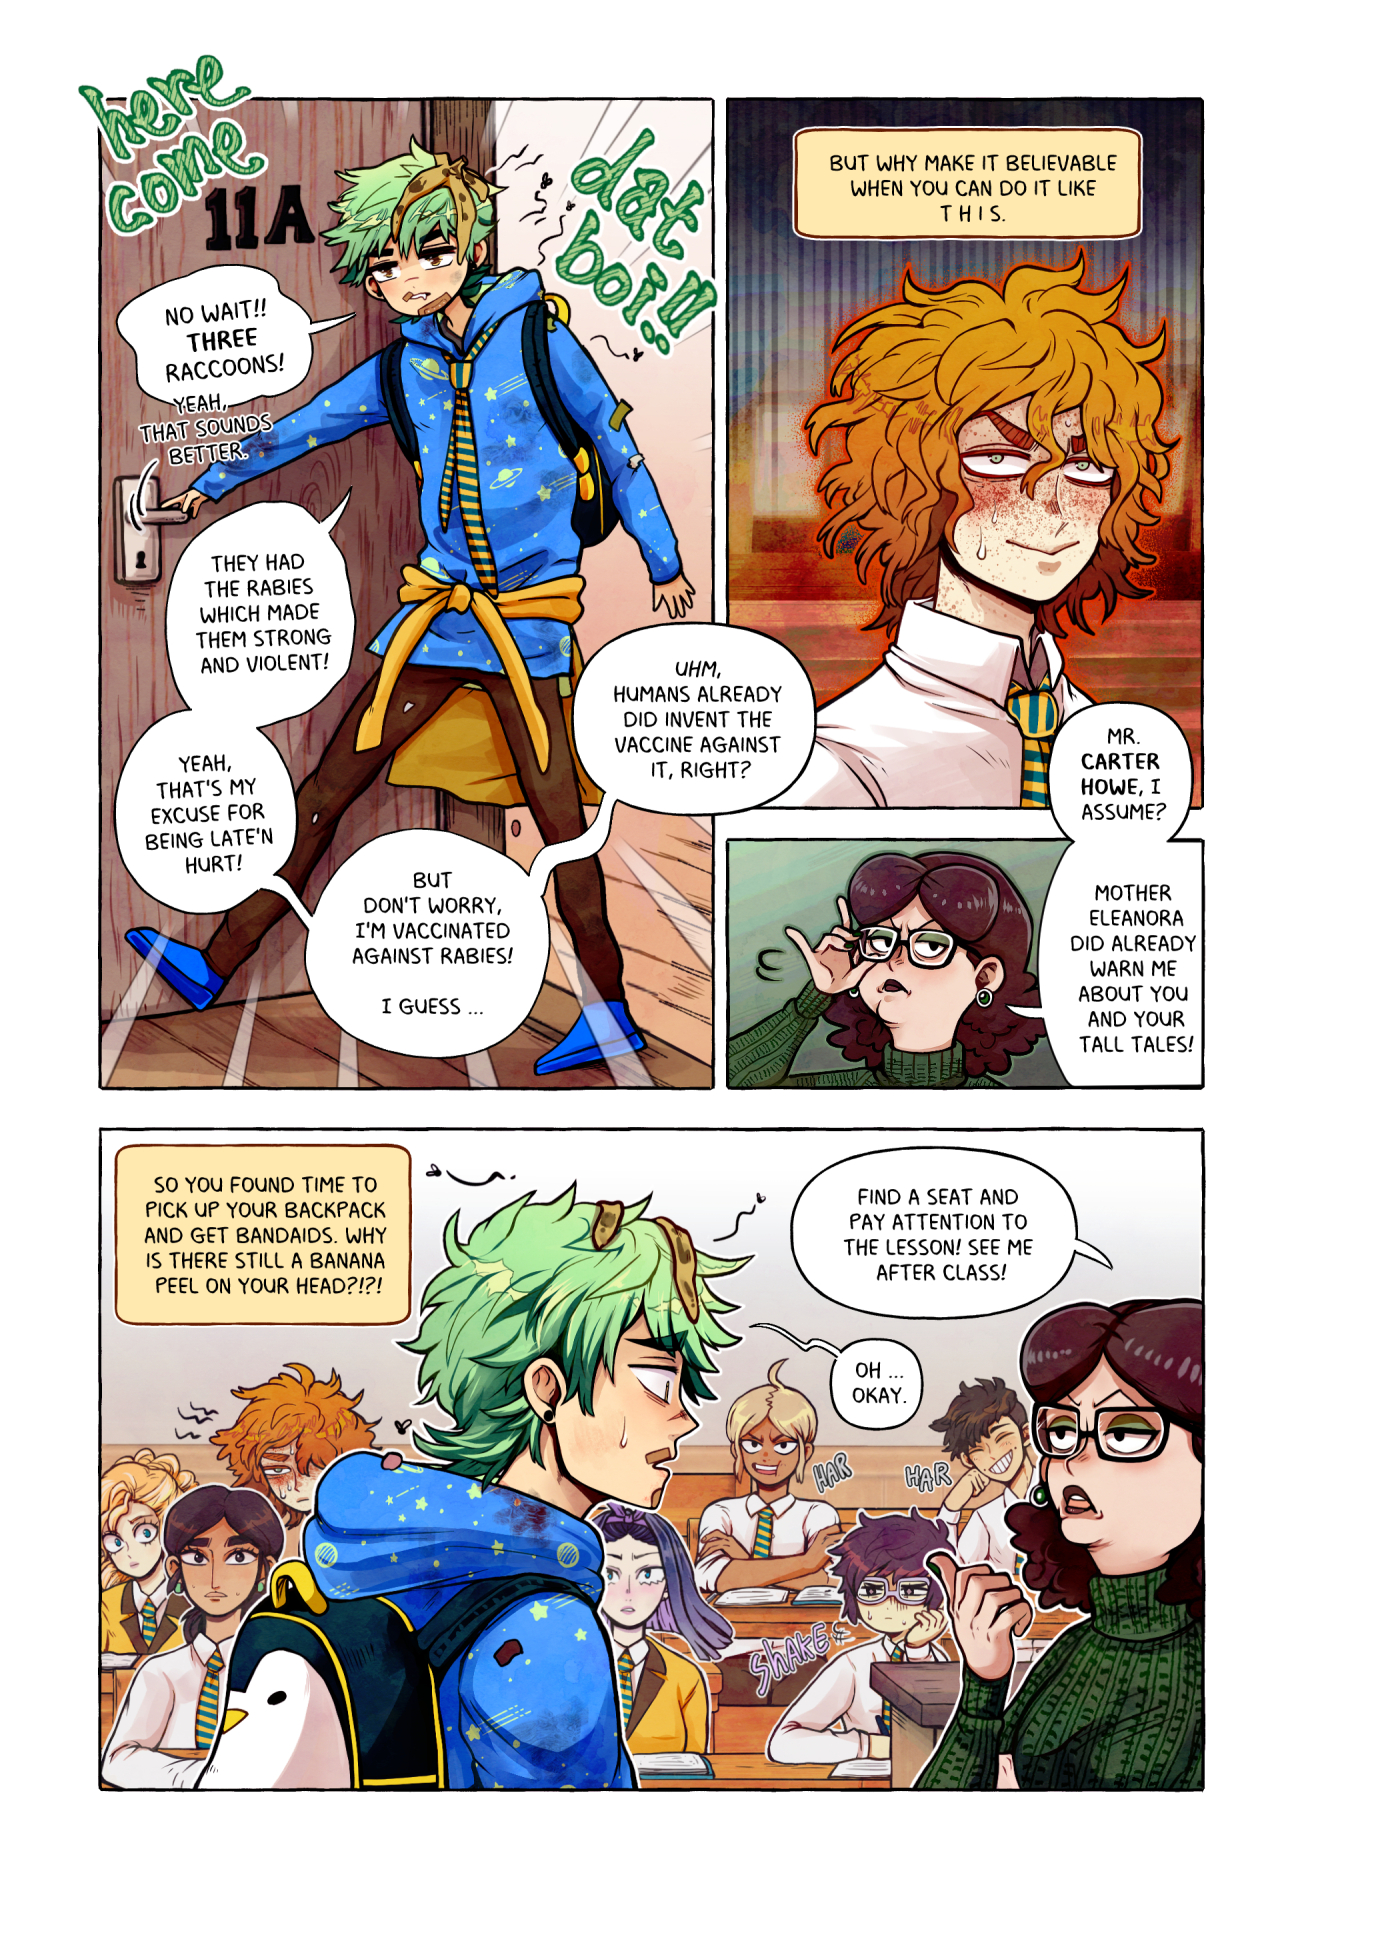 here
come
dat
boi!!
11A
NO WAIT!!
THREE
RACCOONS!
YEAH,
THAT SOUNDS
BETTER.
THEY HAD
THE RABIES
WHICH MADE
THEM STRONG
AND VIOLENT!
YEAH,
THAT'S MY
EXCUSE FOR
BEING LATE'N
HURT!
BUT
DON'T WORRY,
I'M VACCINATED
AGAINST RABIES!
I GUESS ...
UHM,
HUMANS ALREADY
DID INVENT THE
VACCINE AGAINST
IT, RIGHT?
BUT WHY MAKE IT BELIEVABLE
WHEN YOU CAN DO IT LIKE
T H I S.
MR.
CARTER
HOWE, I
ASSUME?
MOTHER
ELEANORA
DID ALREADY
WARN ME
ABOUT YOU
AND YOUR
TALL TALES!
SO YOU FOUND TIME TO
PICK UP YOUR BACKPACK
AND GET BANDAIDS. WHY
IS THERE STILL A BANANA
PEEL ON YOUR HEAD?!?!
FIND A SEAT AND
PAY ATTENTION TO
THE LESSON! SEE ME
AFTER CLASS!
OH ...
OKAY.
HAR
HAR
SHAKE